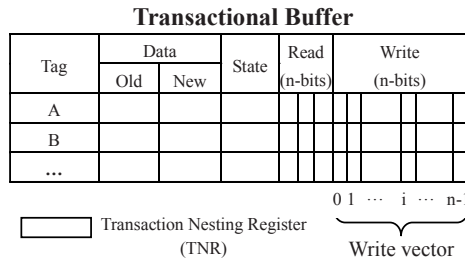 Transactional Buffer
Tag Data State Read (n-bits) Write (n-bits)
Old New
A
B
...
0 1 ... i ... n-1
Transaction Nesting Register
(TNR)
Write vector